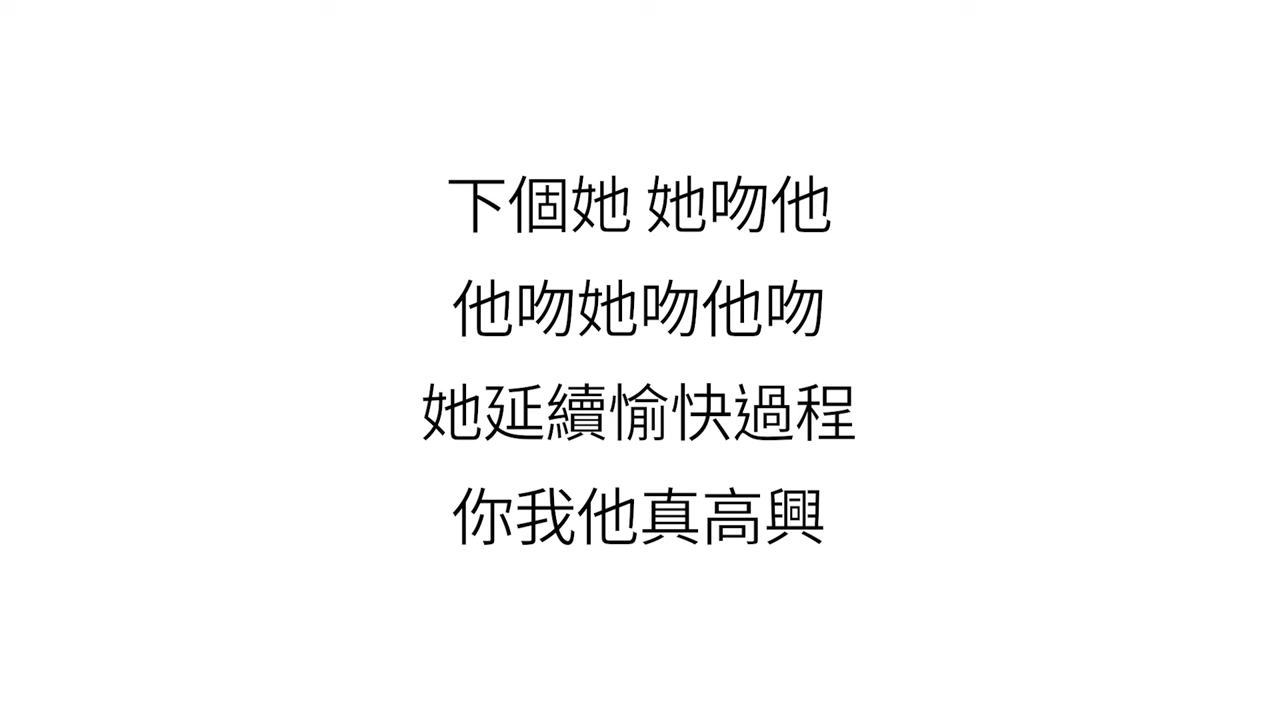 下個她 她吻他
他吻她吻他吻
她延續愉快過程
你我他真高興